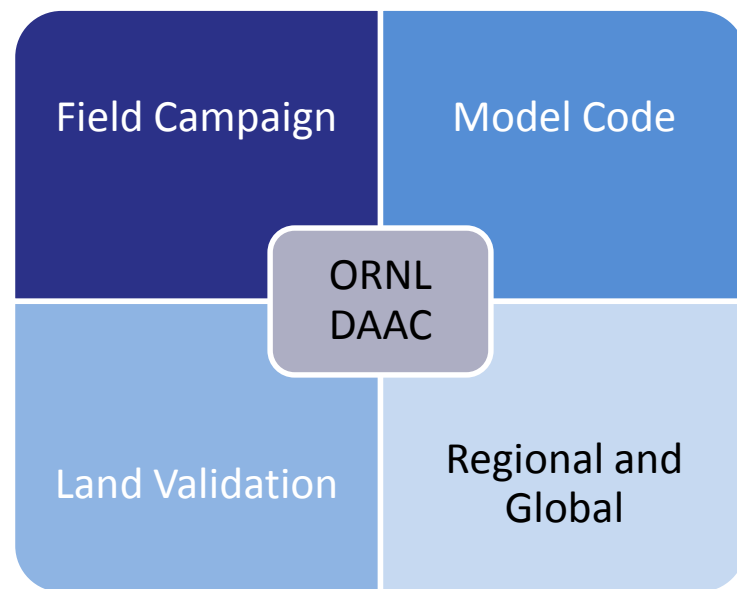 Field Campaign
Model Code
ORNL
DAAC
Land Validation
Regional and
Global